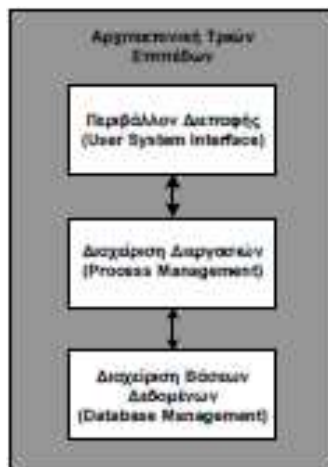 Αρχιτεκτονική Τριών
Επιπέδων
Περιβάλλον Διεπαφής
(User System Interface)
Διαχείριση Διεργασιών
(Process Management)
Διαχείριση Βάσεων
Δεδομένων
(Database Management)